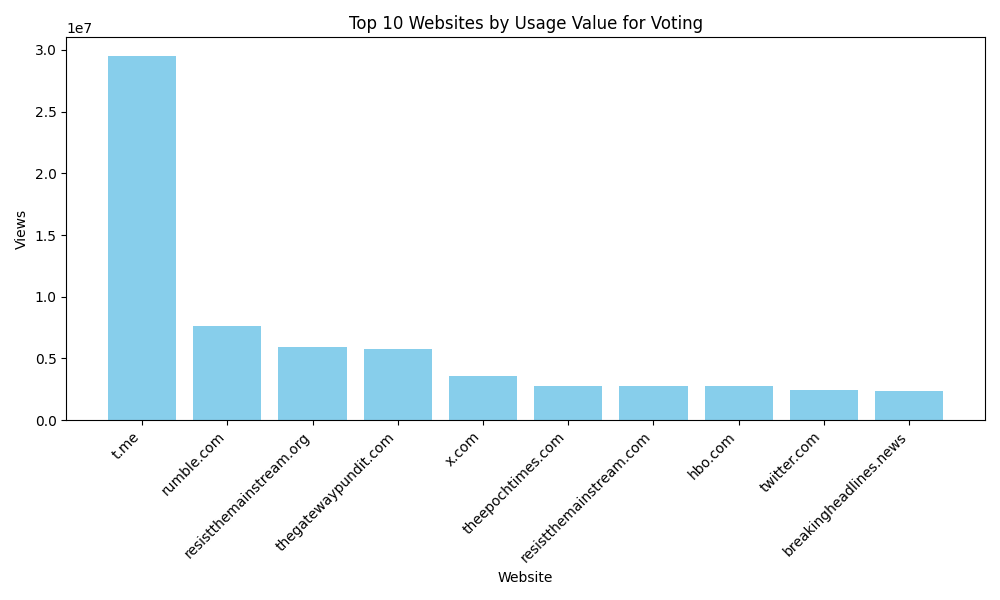 Top 10 Websites by Usage Value for Voting
1e7
3.0
2.5
2.0
1.5
1.0
0.5
0.0
Views
t.me
rumble.com
resistthemainstream.org
thegatewaypundit.com
x.com
theepochtimes.com
resistthemainstream.com
hbo.com
twitter.com
breakingheadlines.news
Website